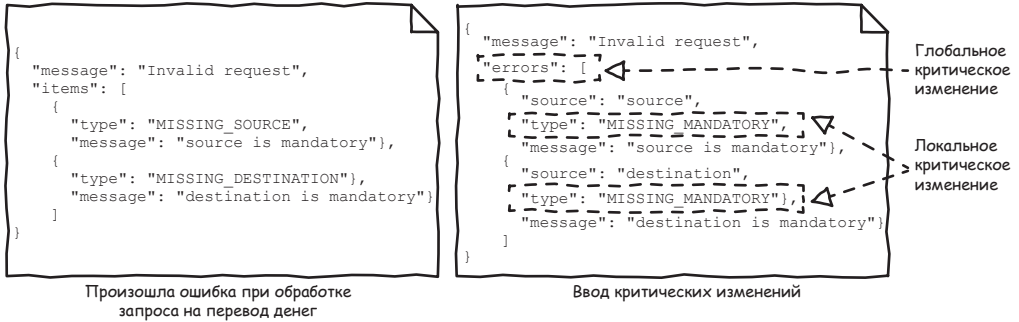 {
"message": "Invalid request",
"items": [
{
"type": "MISSING_SOURCE",
"message": "source is mandatory"},
{
"type": "MISSING_DESTINATION"},
"message": "destination is mandatory"}
]
}
Произошла ошибка при обработке
запроса на перевод денег
{
"message": "Invalid request",
"errors": [
{
"source": "source",
"type": "MISSING_MANDATORY",
"message": "source is mandatory"},
{
"source": "destination",
"type": "MISSING_MANDATORY"},
"message": "destination is mandatory"}
]
}
Ввод критических изменений
Глобальное
критическое
изменение
Локальное
критическое
изменение